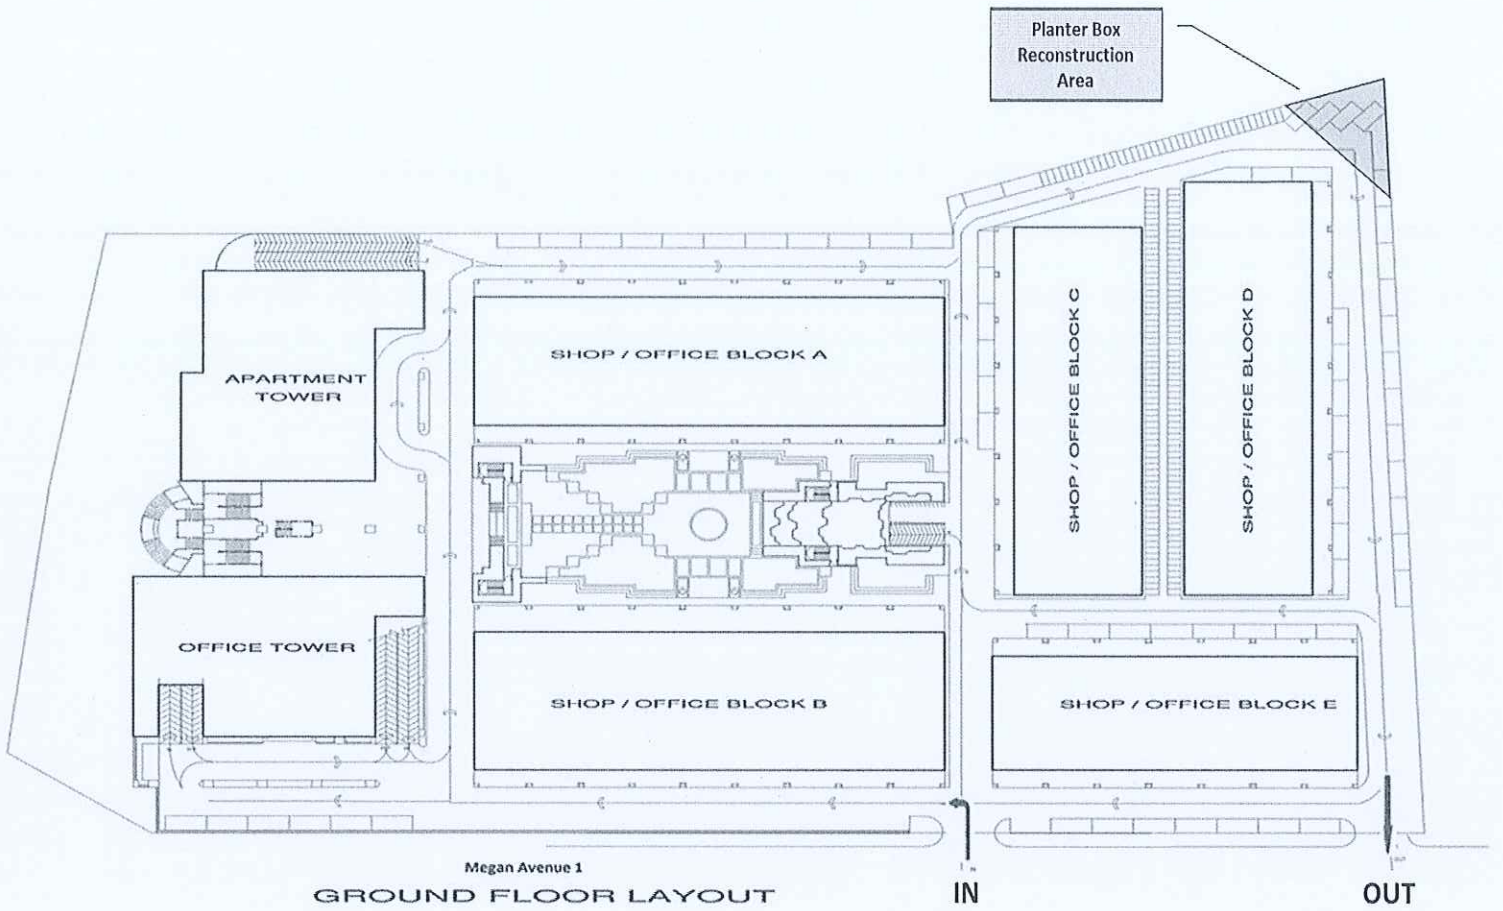 Planter Box
Reconstruction
Area
SHOP / OFFICE BLOCK A
APARTMENT
TOWER
SHOP / OFFICE BLOCK C
SHOP / OFFICE BLOCK D
OFFICE TOWER
SHOP / OFFICE BLOCK B
SHOP / OFFICE BLOCK E
Megan Avenue 1
GROUND FLOOR LAYOUT
IN
OUT